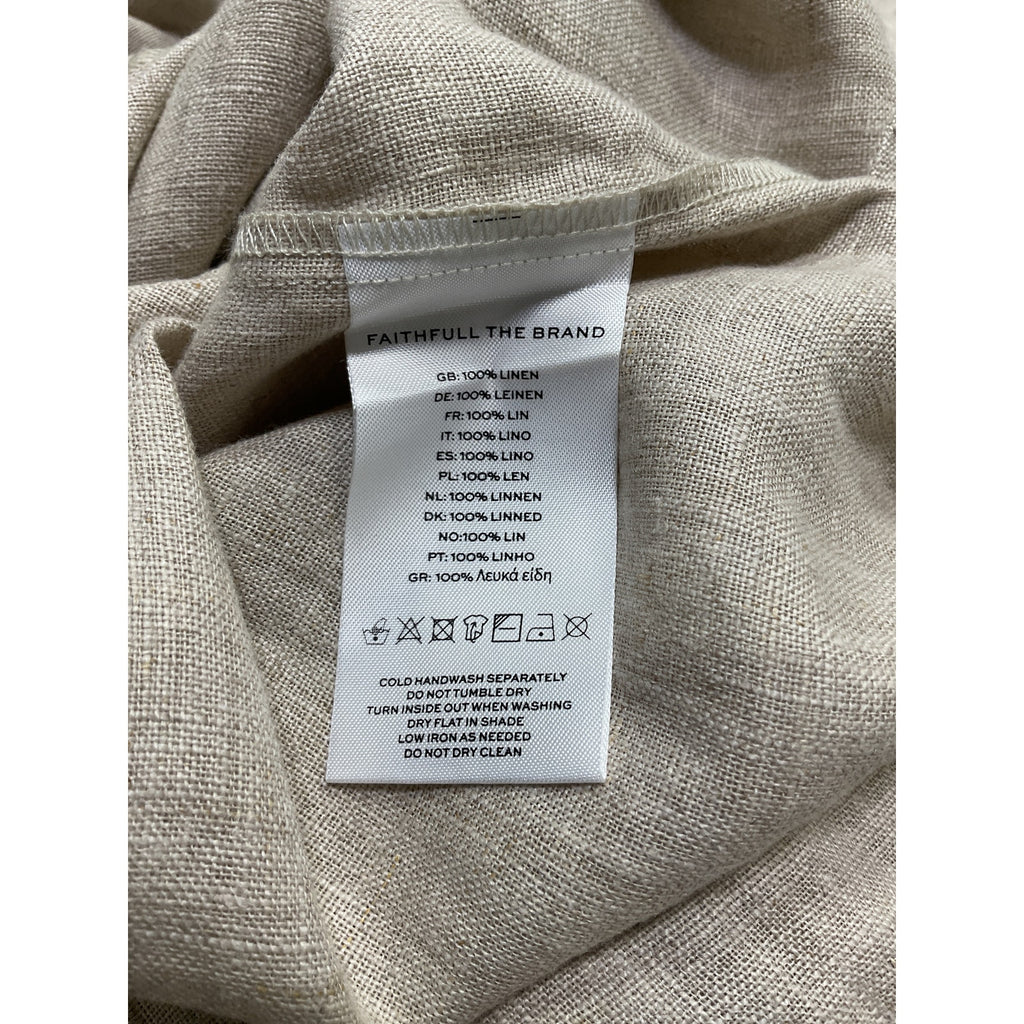 FAITHFULL THE BRAND
GB: 100% LINEN
DE: 100% LEINEN
FR: 100% LIN
IT: 100% LINO
ES: 100% LINO
PL: 100% LEN
NL: 100% LINNEN
DK: 100% LINNED
NO:100% LIN
PT: 100% LINHO
GR: 100% Λευκά είδη
COLD HANDWASH SEPARATELY
DO NOT TUMBLE DRY
TURN INSIDE OUT WHEN WASHING
DRY FLAT IN SHADE
LOW IRON AS NEEDED
DO NOT DRY CLEAN